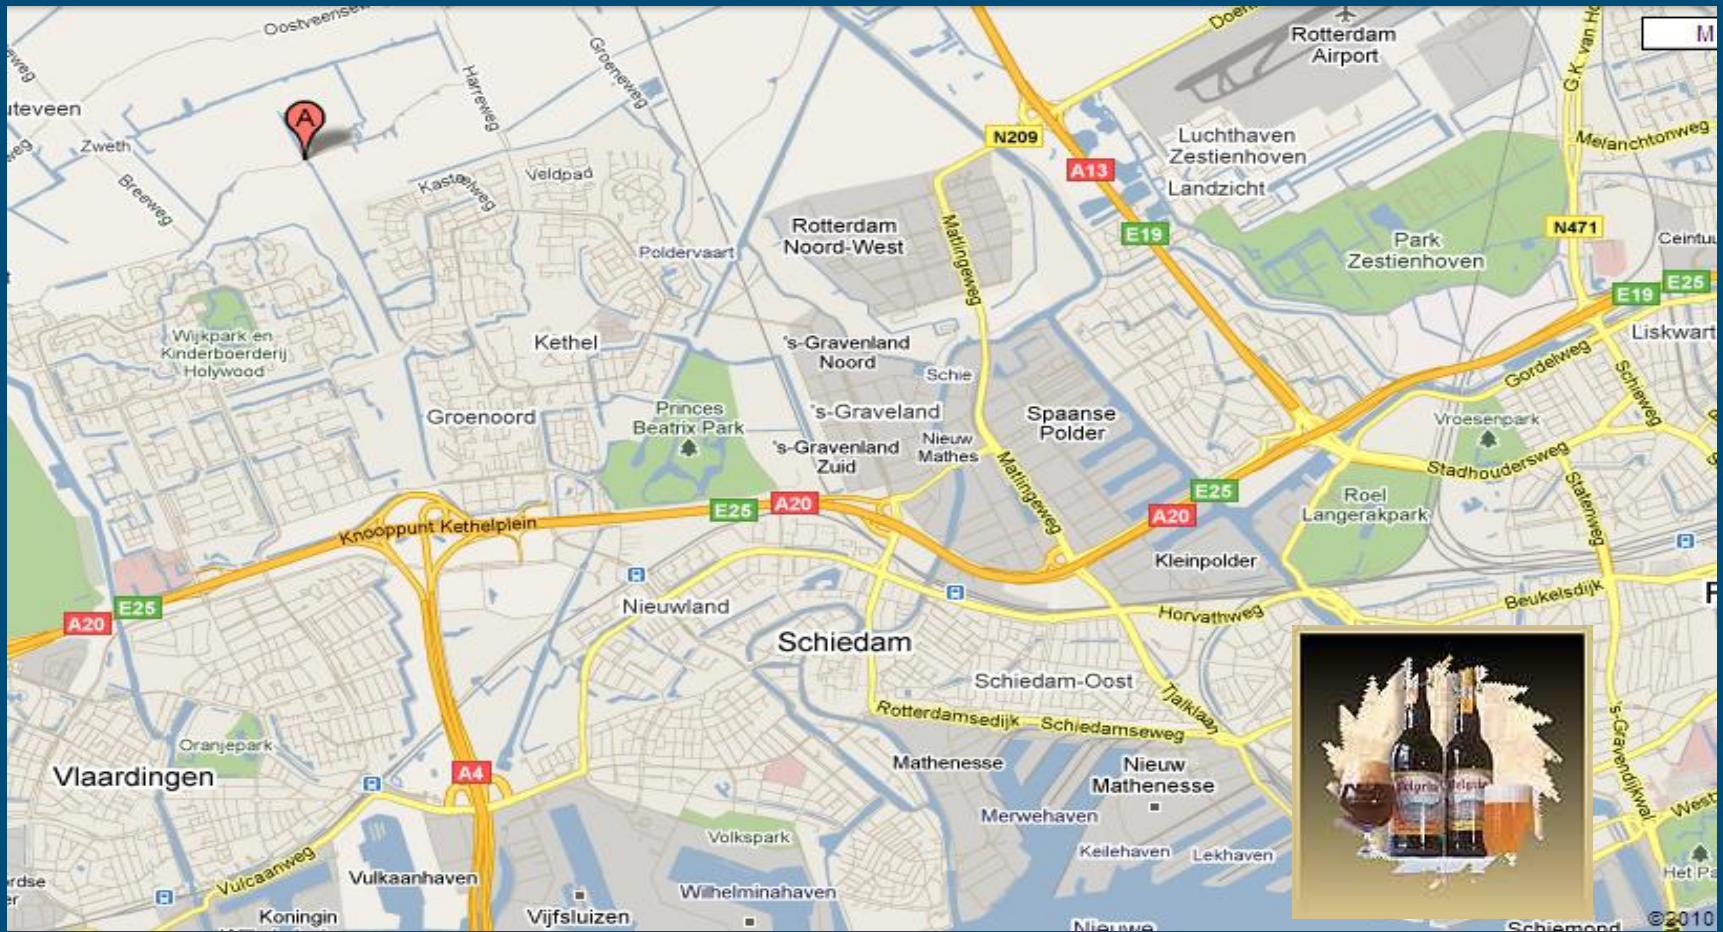 Oostveenseweg
Groeneweg
Doenk
Rotterdam
Airport
G.K. van Ho
M
uteveen
Harreweg
A
Zweth
N209
Luchthaven
Zestienhoven
Melanchtonweg
Breeweg
Kasteelweg
Veldpad
A13
Landzicht
Rotterdam
Noord-West
Matlingeweg
E19
Park
Zestienhoven
N471
Ceintuu
Poldervaart
E19
E25
Wijkpark en
Kinderboerderij
Holywood
Kethel
's-Gravenland
Noord
Liskwart
Schie
Gordelweg
Schieweg
Groenoord
Princes
Beatrix Park
's-Graveland
Spaanse
Polder
Vroesenpark
's-Gravenland
Zuid
Nieuw
Mathes
Matlingeweg
Stadhoudersweg
Statenweg
Knooppunt Kethelplein
E25
A20
E25
A20
Roel
Langerakpark
Kleinpolder
A20
E25
Nieuwland
Horvathweg
Beukelsdijk
Schiedam
Schiedam-Oost
Tjalklaan
Rotterdamsedijk
Schiedamseweg
's-Gravendijkwal
Oranjepark
Vlaardingen
A4
Mathenesse
Nieuw
Mathenesse
Merwehaven
West
Volkspark
Keilehaven
Lekhaven
Vulcaanweg
Vulkaanhaven
Wilhelminahaven
Het Pa
Koningin
Vijfsluizen
Nieuwe
Schiemond
©2010